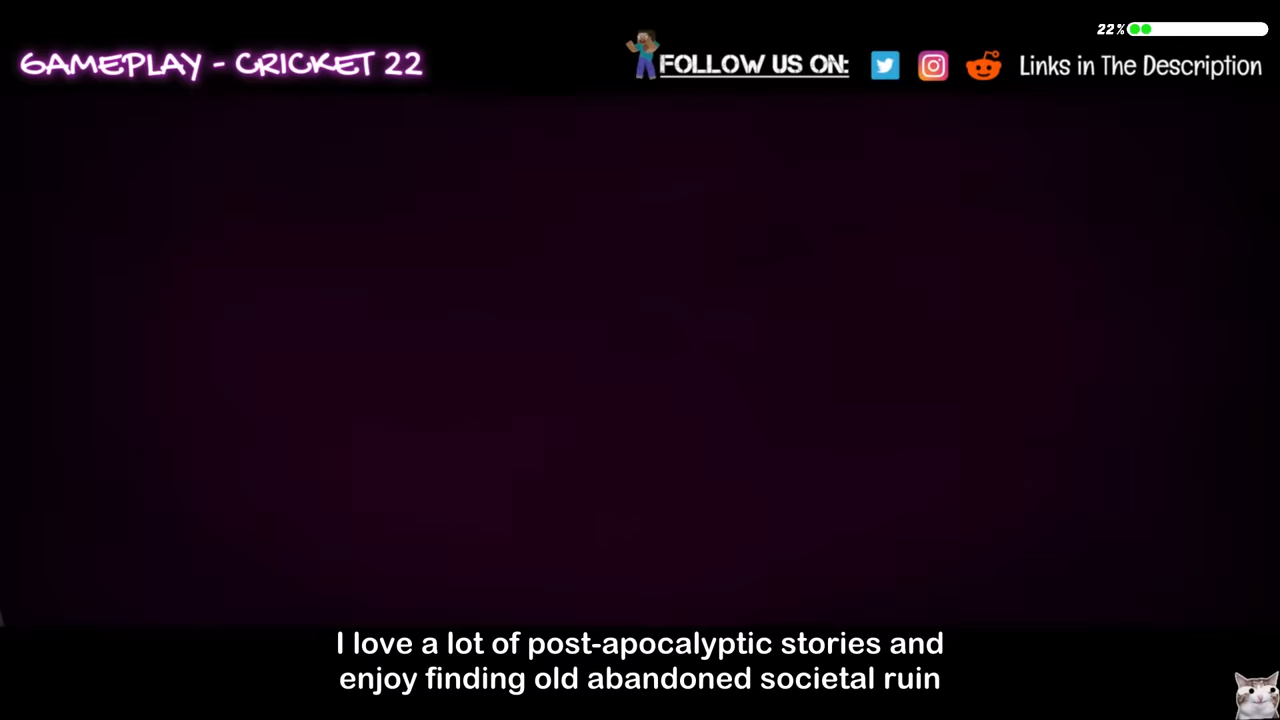 22%
GAMEPLAY - CRICKET 22
FOLLOW US ON:
Links in The Description
I love a lot of post-apocalyptic stories and
enjoy finding old abandoned societal ruin